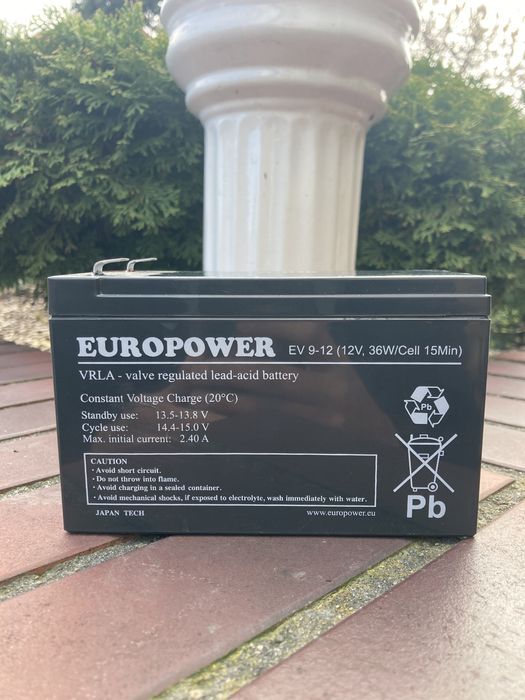 EUROPOWER EV 9-12 (12V, 36W/Cell 15Min)
VRLA - valve regulated lead-acid battery
Constant Voltage Charge (20°C)
Standby use: 13.5-13.8 V
Cycle use: 14.4-15.0 V
Max. initial current: 2.40 A
Pb
CAUTION
· Avoid short circuit.
· Do not throw into flame.
· Avoid charging in a sealed container.
· Avoid mechanical shocks, if exposed to electrolyte, wash immediately with water.
Pb
JAPAN TECH www.europower.eu